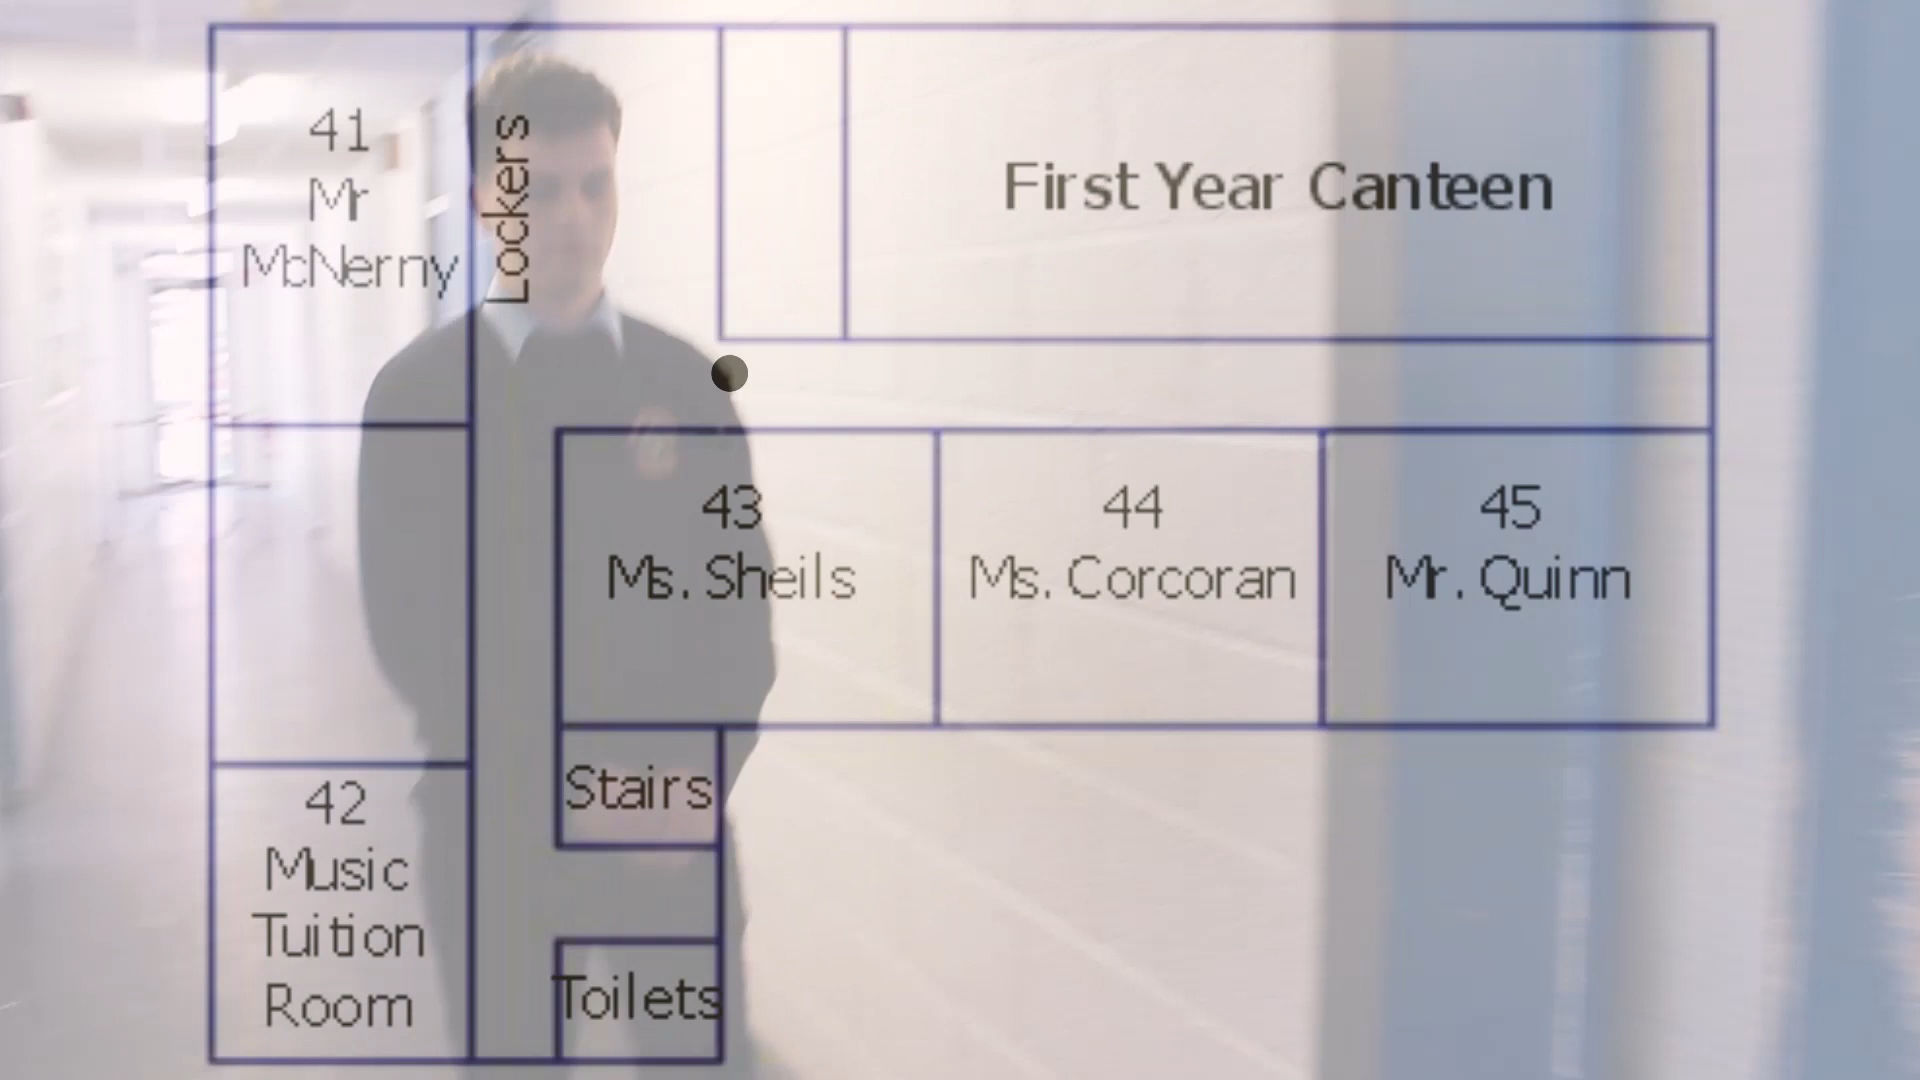 41
Mr
McNerny
Lockers
First Year Canteen
43
Ms. Sheils
44
Ms. Corcoran
45
Mr. Quinn
Stairs
42
Music
Tuition
Room
Toilets